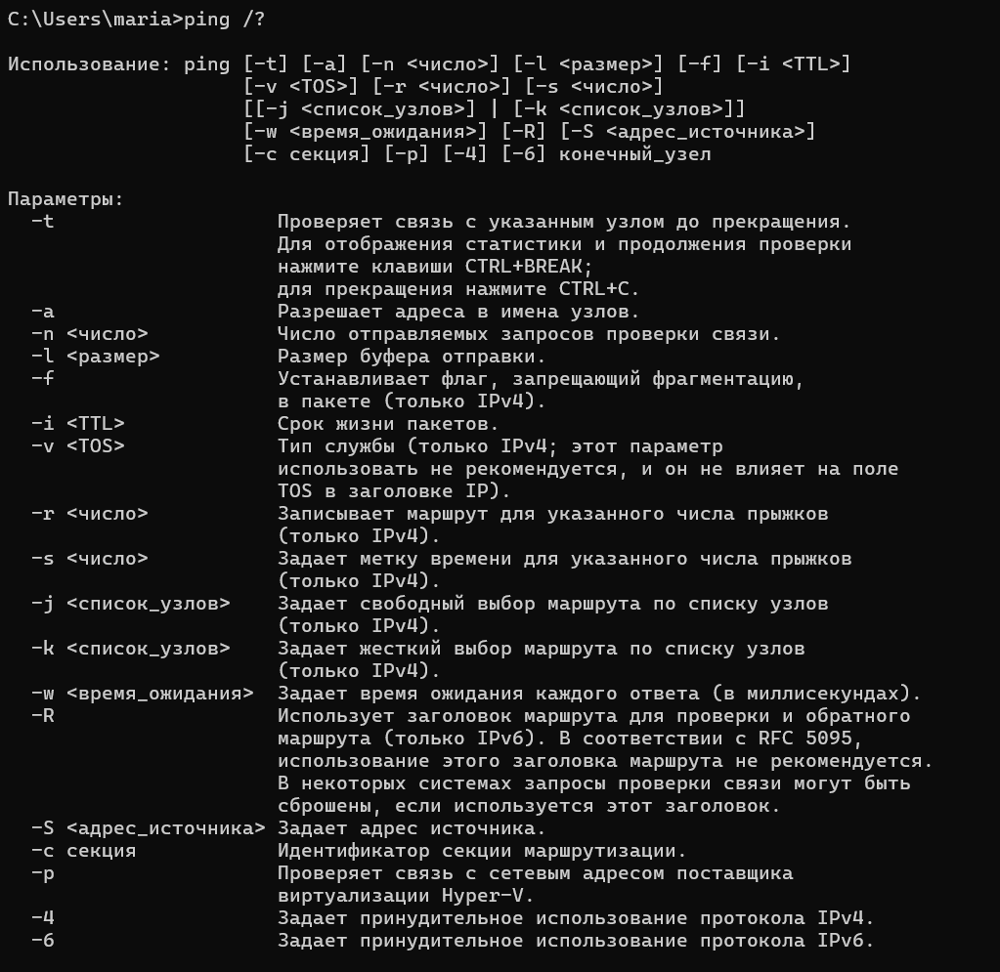 C:\Users\maria>ping /?
Использование: ping [-t] [-a] [-n <число>] [-l <размер>] [-f] [-i <TTL>]
[-v <TOS>] [-r <число>] [-s <число>]
[[-j <список_узлов>] | [-k <список_узлов>]]
[-w <время_ожидания>] [-R] [-S <адрес_источника>]
[-c секция] [-p] [-4] [-6] конечный_узел
Параметры:
-t Проверяет связь с указанным узлом до прекращения.
Для отображения статистики и продолжения проверки
нажмите клавиши CTRL+BREAK;
для прекращения нажмите CTRL+C.
-a Разрешает адреса в имена узлов.
-n <число> Число отправляемых запросов проверки связи.
-l <размер> Размер буфера отправки.
-f Устанавливает флаг, запрещающий фрагментацию,
в пакете (только IPv4).
-i <TTL> Срок жизни пакетов.
-v <TOS> Тип службы (только IPv4; этот параметр
использовать не рекомендуется, и он не влияет на поле
TOS в заголовке IP).
-r <число> Записывает маршрут для указанного числа прыжков
(только IPv4).
-s <число> Задает метку времени для указанного числа прыжков
(только IPv4).
-j <список_узлов> Задает свободный выбор маршрута по списку узлов
(только IPv4).
-k <список_узлов> Задает жесткий выбор маршрута по списку узлов
(только IPv4).
-w <время_ожидания> Задает время ожидания каждого ответа (в миллисекундах).
-R Использует заголовок маршрута для проверки и обратного
маршрута (только IPv6). В соответствии с RFC 5095,
использование этого заголовка маршрута не рекомендуется.
В некоторых системах запросы проверки связи могут быть
сброшены, если используется этот заголовок.
-S <адрес_источника> Задает адрес источника.
-c секция Идентификатор секции маршрутизации.
-p Проверяет связь с сетевым адресом поставщика
виртуализации Hyper-V.
-4 Задает принудительное использование протокола IPv4.
-6 Задает принудительное использование протокола IPv6.